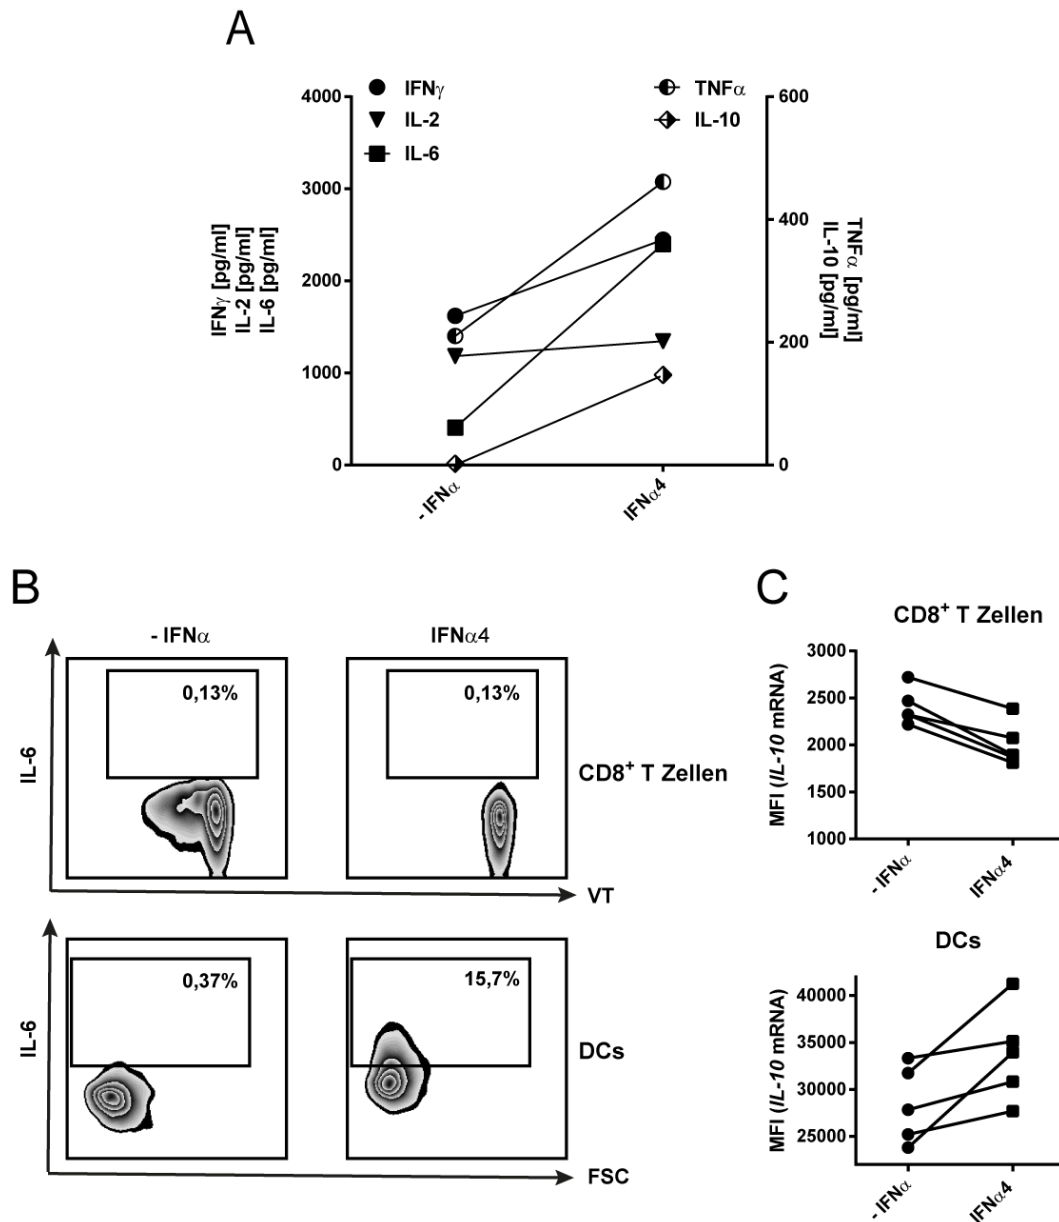 A
IFNγ
IL-2
IL-6
TNFα
IL-10
4000
3000
2000
1000
0
600
400
200
0
IFNγ [pg/ml]
IL-2 [pg/ml]
IL-6 [pg/ml]
TNFα [pg/ml]
IL-10 [pg/ml]
- IFNα
IFNα4
B
- IFNα
IFNα4
IL-6
0,13%
0,13%
CD8⁺ T Zellen
VT
IL-6
0,37%
15,7%
DCs
FSC
C
CD8⁺ T Zellen
MFI (IL-10 mRNA)
3000
2500
2000
1500
1000
- IFNα
IFNα4
DCs
MFI (IL-10 mRNA)
40000
35000
30000
25000
- IFNα
IFNα4